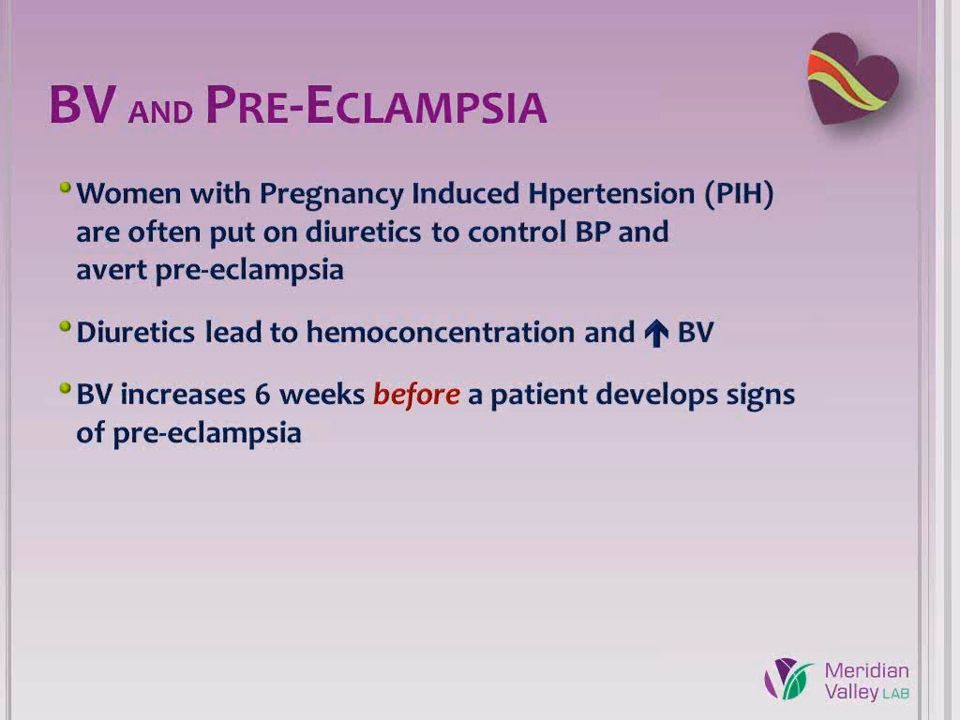 BV AND PRE-ECLAMPSIA
Women with Pregnancy Induced Hpertension (PIH)
are often put on diuretics to control BP and
avert pre-eclampsia
Diuretics lead to hemoconcentration and ↑ BV
BV increases 6 weeks before a patient develops signs
of pre-eclampsia
Meridian
Valley LAB